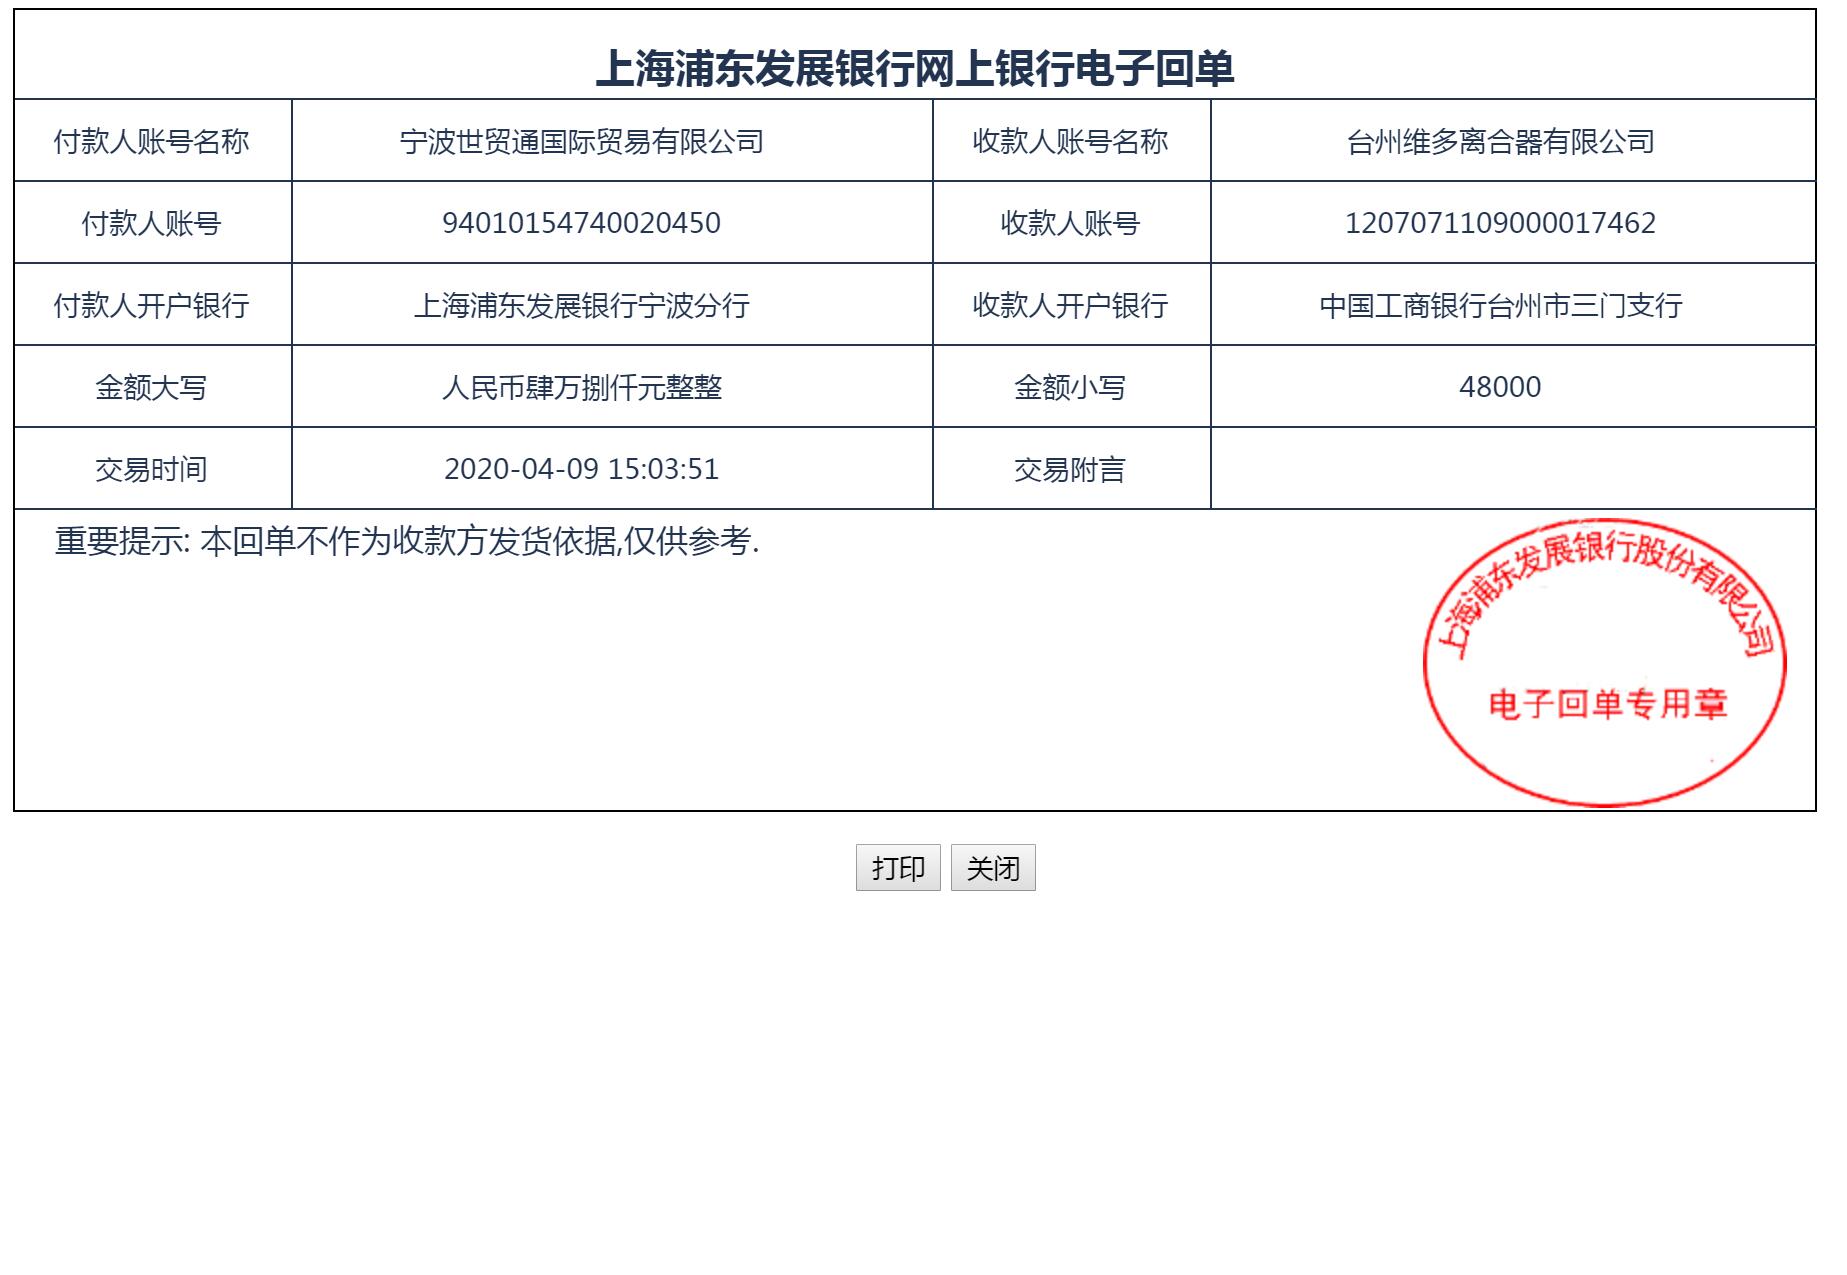 上海浦东发展银行网上银行电子回单
付款人账号名称 宁波世贸通国际贸易有限公司 收款人账号名称 台州维多离合器有限公司
付款人账号 94010154740020450 收款人账号 1207071109000017462
付款人开户银行 上海浦东发展银行宁波分行 收款人开户银行 中国工商银行台州市三门支行
金额大写 人民币肆万捌仟元整整 金额小写 48000
交易时间 2020-04-09 15:03:51 交易附言
重要提示: 本回单不作为收款方发货依据,仅供参考.
上海浦东发展银行股份有限公司
电子回单专用章
打印 关闭